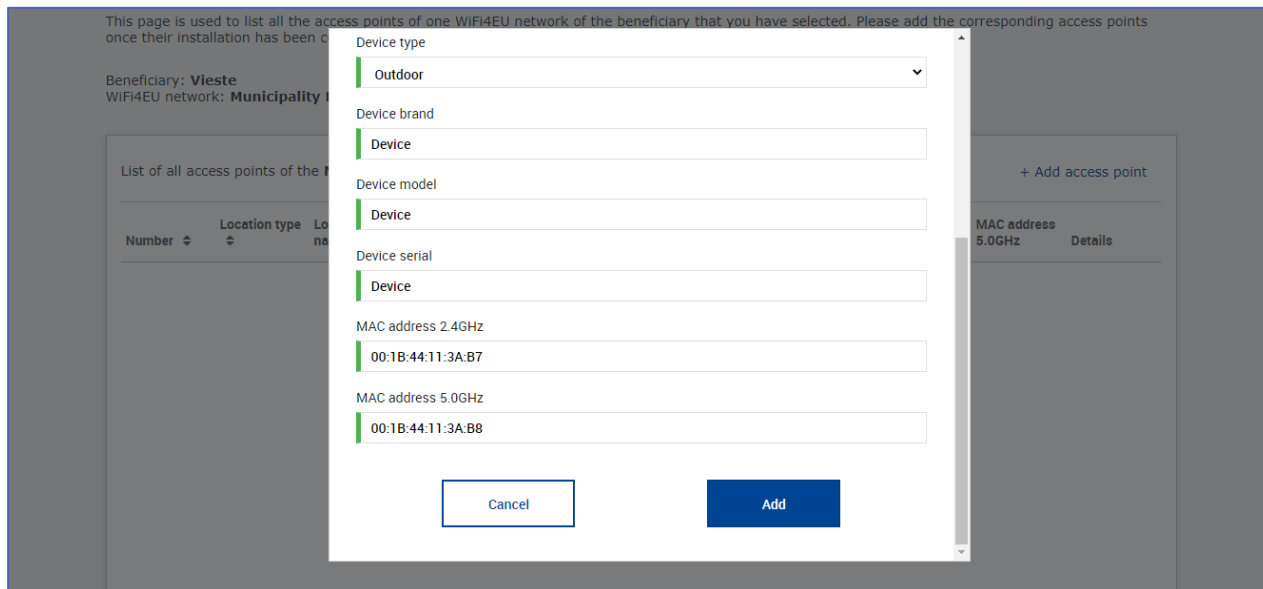 This page is used to list all the access points of one WiFi4EU network of the beneficiary that you have selected. Please add the corresponding access points
once their installation has been
Beneficiary: Vieste
WiFi4EU network: Municipality
List of all access points of the
+ Add access point
Number
Location type
MAC address
5.0GHz
Details
Device type
Outdoor
Device brand
Device
Device model
Device
Device serial
Device
MAC address 2.4GHz
00:1B:44:11:3A:B7
MAC address 5.0GHz
00:1B:44:11:3A:B8
Cancel
Add